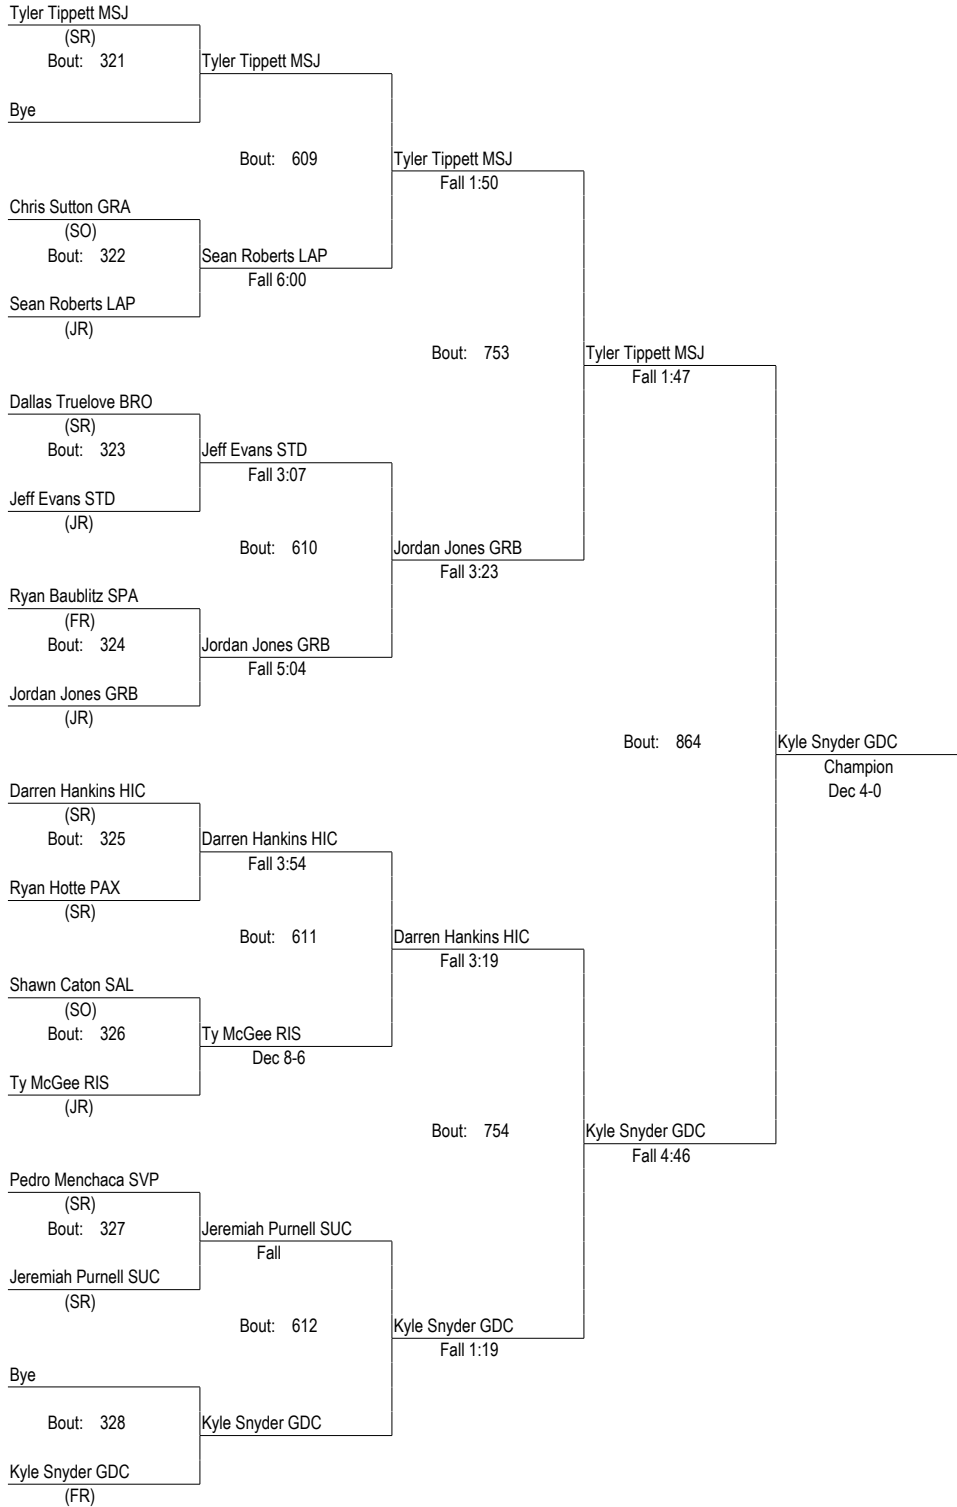 Tyler Tippett MSJ
(SR)
Bout: 321
Tyler Tippett MSJ
Bye
Bout: 609
Tyler Tippett MSJ
Fall 1:50
Chris Sutton GRA
(SO)
Bout: 322
Sean Roberts LAP
Fall 6:00
Sean Roberts LAP
(JR)
Bout: 753
Tyler Tippett MSJ
Fall 1:47
Dallas Truelove BRO
(SR)
Bout: 323
Jeff Evans STD
Fall 3:07
Jeff Evans STD
(JR)
Bout: 610
Jordan Jones GRB
Fall 3:23
Ryan Baublitz SPA
(FR)
Bout: 324
Jordan Jones GRB
Fall 5:04
Jordan Jones GRB
(JR)
Bout: 864
Kyle Snyder GDC
Champion
Dec 4-0
Darren Hankins HIC
(SR)
Bout: 325
Darren Hankins HIC
Fall 3:54
Ryan Hotte PAX
(SR)
Bout: 611
Darren Hankins HIC
Fall 3:19
Shawn Caton SAL
(SO)
Bout: 326
Ty McGee RIS
Dec 8-6
Ty McGee RIS
(JR)
Bout: 754
Kyle Snyder GDC
Fall 4:46
Pedro Menchaca SVP
(SR)
Bout: 327
Jeremiah Purnell SUC
Fall
Jeremiah Purnell SUC
(SR)
Bout: 612
Kyle Snyder GDC
Fall 1:19
Bye
Bout: 328
Kyle Snyder GDC
Kyle Snyder GDC
(FR)